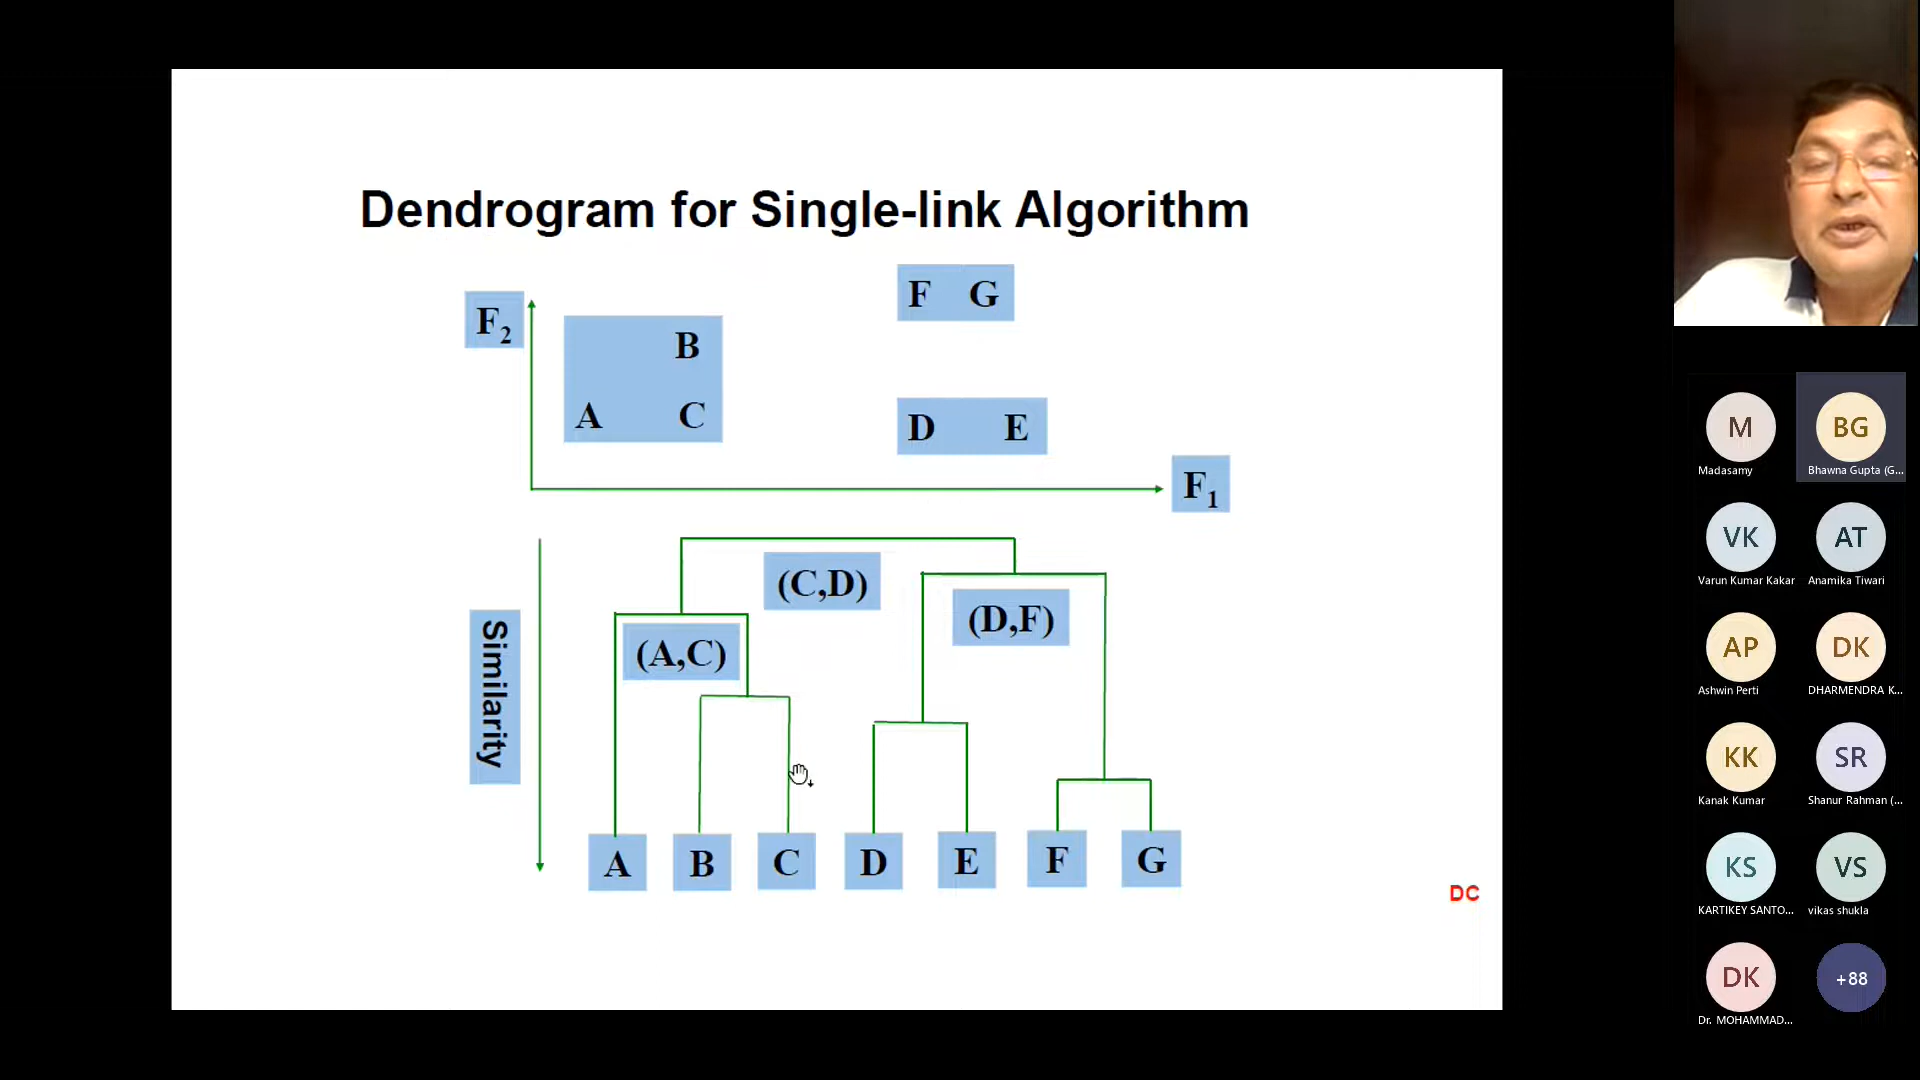 Dendrogram for Single-link Algorithm
F G
F2
B
A C
D E
F1
(C,D)
(D,F)
(A,C)
Similarity
A B C D E F G
DC
M BG
Madasamy Bhawna Gupta (G...
VK AT
Varun Kumar Kakar Anamika Tiwari
AP DK
Ashwin Perti DHARMENDRA K...
KK SR
Kanak Kumar Shanur Rahman (...
KS VS
KARTIKEY SANTO... vikas shukla
DK +88
Dr. MOHAMMAD...